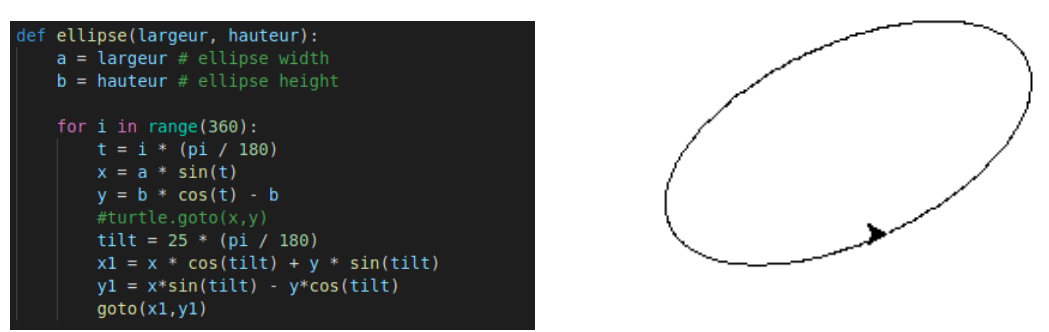 def ellipse(largeur, hauteur):
    a = largeur # ellipse width
    b = hauteur # ellipse height

    for i in range(360):
        t = i * (pi / 180)
        x = a * sin(t)
        y = b * cos(t) - b
        #turtle.goto(x,y)
        tilt = 25 * (pi / 180)
        x1 = x * cos(tilt) + y * sin(tilt)
        y1 = x*sin(tilt) - y*cos(tilt)
        goto(x1,y1)